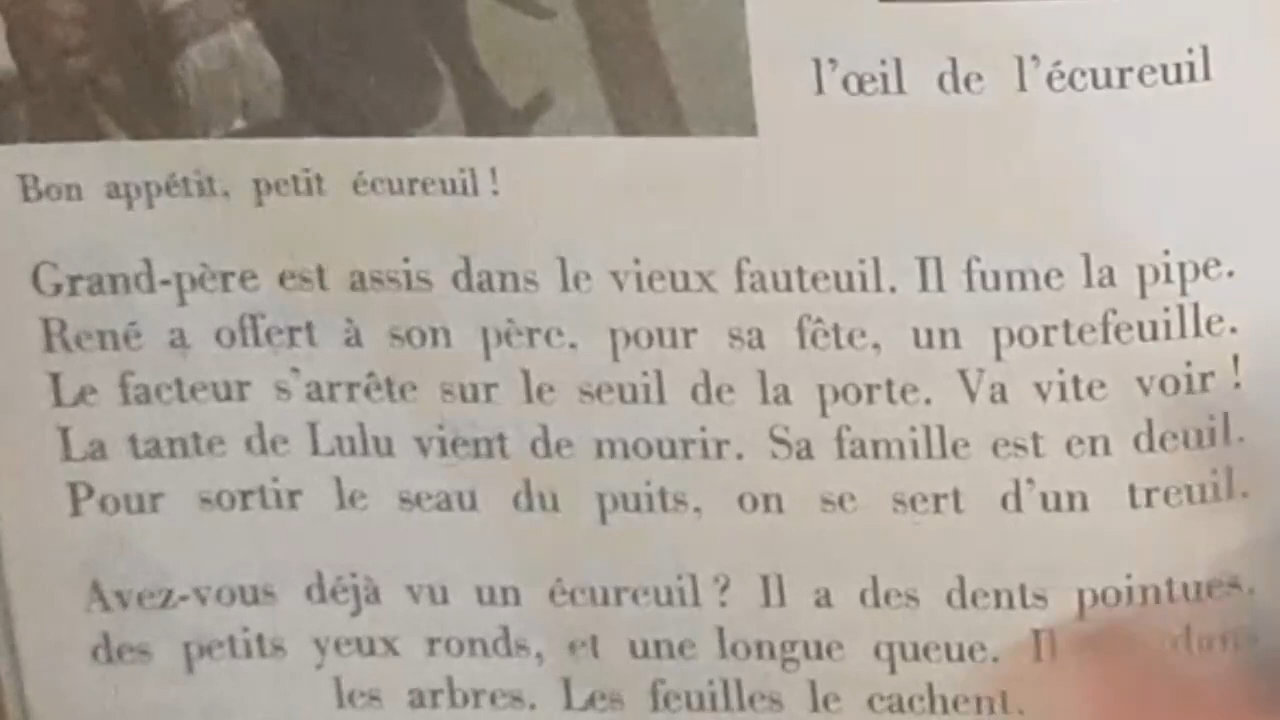 l'œil de l'écureuil
Bon appétit, petit écureuil !
Grand-père est assis dans le vieux fauteuil. Il fume la pipe.
René a offert à son père, pour sa fête, un portefeuille.
Le facteur s'arrête sur le seuil de la porte. Va vite voir !
La tante de Lulu vient de mourir. Sa famille est en deuil.
Pour sortir le seau du puits, on se sert d'un treuil.
Avez-vous déjà vu un écureuil ? Il a des dents pointues,
des petits yeux ronds, et une longue queue. Il dans
les arbres. Les feuilles le cachent.